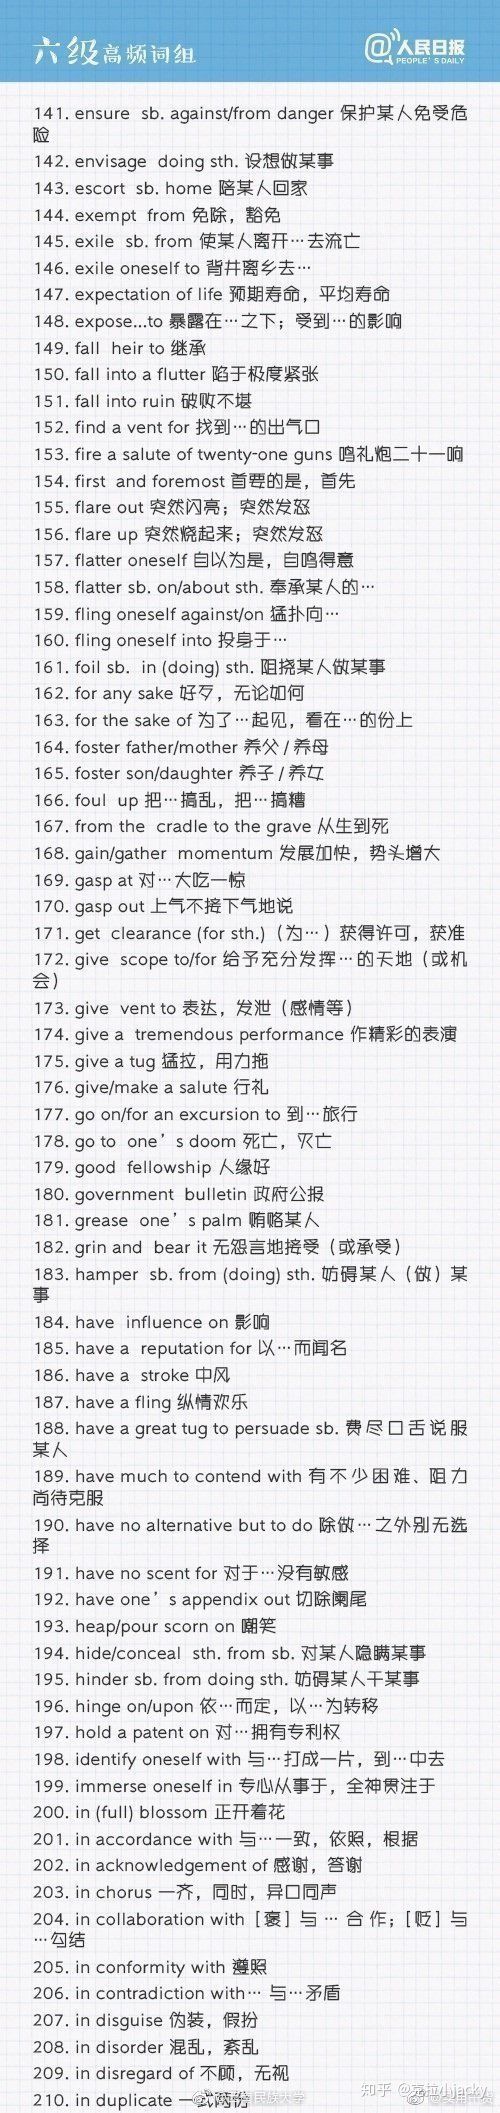 六级高频词组
@人民日报
PEOPLE'S DAILY
141. ensure sb. against/from danger 保护某人免受危
险
142. envisage doing sth. 设想做某事
143. escort sb. home 陪某人回家
144. exempt from 免除，豁免
145. exile sb. from 使某人离开…去流亡
146. exile oneself to 背井离乡去…
147. expectation of life 预期寿命，平均寿命
148. expose...to 暴露在…之下；受到…的影响
149. fall heir to 继承
150. fall into a flutter 陷于极度紧张
151. fall into ruin 破败不堪
152. find a vent for 找到…的出气口
153. fire a salute of twenty-one guns 鸣礼炮二十一响
154. first and foremost 首要的是，首先
155. flare out 突然闪亮；突然发怒
156. flare up 突然烧起来；突然发怒
157. flatter oneself 自以为是，自鸣得意
158. flatter sb. on/about sth. 奉承某人的…
159. fling oneself against/on 猛扑向…
160. fling oneself into 投身于…
161. foil sb. in (doing) sth. 阻挠某人做某事
162. for any sake 好歹，无论如何
163. for the sake of 为了…起见，看在…的份上
164. foster father/mother 养父 / 养母
165. foster son/daughter 养子 / 养女
166. foul up 把…搞乱，把…搞糟
167. from the cradle to the grave 从生到死
168. gain/gather momentum 发展加快，势头增大
169. gasp at 对…大吃一惊
170. gasp out 上气不接下气地说
171. get clearance (for sth.)（为…）获得许可，获准
172. give scope to/for 给予充分发挥…的天地（或机
会）
173. give vent to 表达，发泄（感情等）
174. give a tremendous performance 作精彩的表演
175. give a tug 猛拉，用力拖
176. give/make a salute 行礼
177. go on/for an excursion to 到…旅行
178. go to one's doom 死亡，灭亡
179. good fellowship 人缘好
180. government bulletin 政府公报
181. grease one's palm 贿赂某人
182. grin and bear it 无怨言地接受（或承受）
183. hamper sb. from (doing) sth. 妨碍某人（做）某
事
184. have influence on 影响
185. have a reputation for 以…而闻名
186. have a stroke 中风
187. have a fling 纵情欢乐
188. have a great tug to persuade sb. 费尽口舌说服
某人
189. have much to contend with 有不少困难、阻力
尚待克服
190. have no alternative but to do 除做…之外别无选
择
191. have no scent for 对于…没有敏感
192. have one's appendix out 切除阑尾
193. heap/pour scorn on 嘲笑
194. hide/conceal sth. from sb. 对某人隐瞒某事
195. hinder sb. from doing sth. 妨碍某人干某事
196. hinge on/upon 依…而定，以…为转移
197. hold a patent on 对…拥有专利权
198. identify oneself with 与…打成一片，到…中去
199. immerse oneself in 专心从事于，全神贯注于
200. in (full) blossom 正开着花
201. in accordance with 与…一致，依照，根据
202. in acknowledgement of 感谢，答谢
203. in chorus 一齐，同时，异口同声
204. in collaboration with［褒］与 … 合作；［贬］与
…勾结
205. in conformity with 遵照
206. in contradiction with… 与…矛盾
207. in disguise 伪装，假扮
208. in disorder 混乱，紊乱
209. in disregard of 不顾，无视
210. in duplicate 一式两份